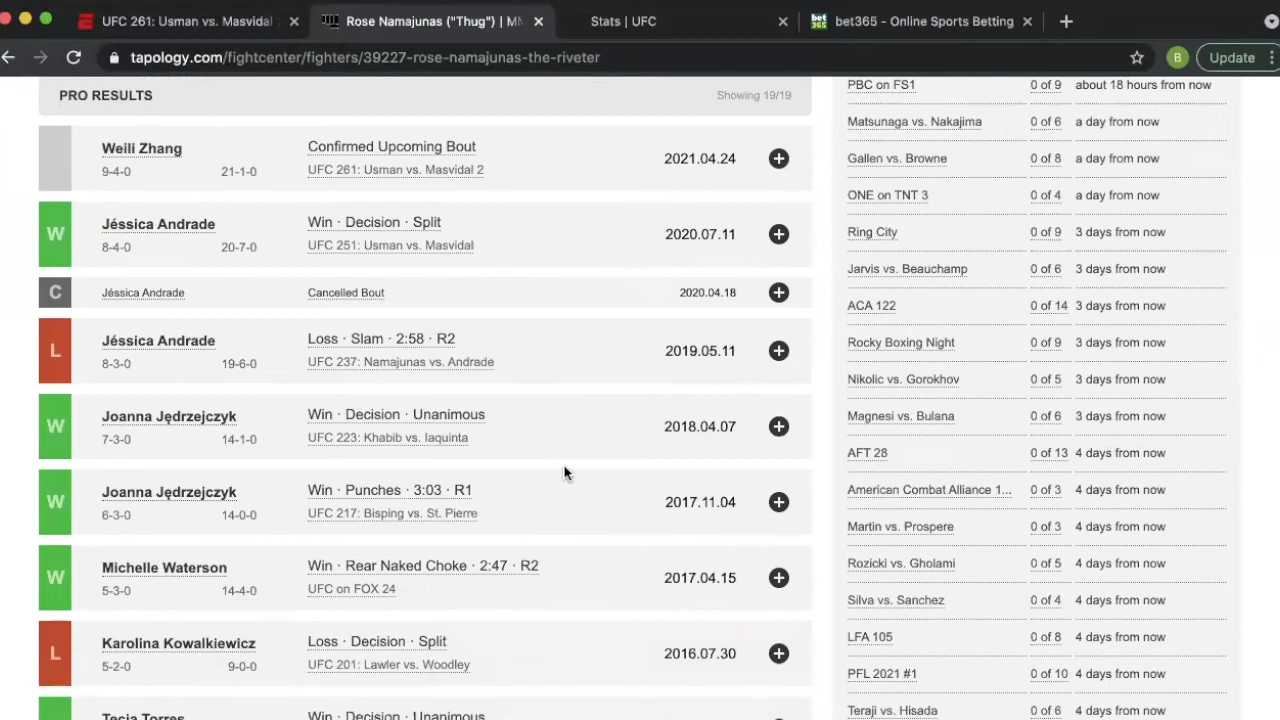 UFC 261: Usman vs. Masvidal
Rose Namajunas ("Thug") | MM
Stats | UFC
bet365
bet365 - Online Sports Betting
tapology.com/fightcenter/fighters/39227-rose-namajunas-the-riveter
B
Update
PRO RESULTS
Showing 19/19
Weili Zhang
9-4-0 21-1-0
Confirmed Upcoming Bout
UFC 261: Usman vs. Masvidal 2
2021.04.24
W
Jéssica Andrade
8-4-0 20-7-0
Win · Decision · Split
UFC 251: Usman vs. Masvidal
2020.07.11
C
Jéssica Andrade
Cancelled Bout
2020.04.18
L
Jéssica Andrade
8-3-0 19-6-0
Loss · Slam · 2:58 · R2
UFC 237: Namajunas vs. Andrade
2019.05.11
W
Joanna Jędrzejczyk
7-3-0 14-1-0
Win · Decision · Unanimous
UFC 223: Khabib vs. Iaquinta
2018.04.07
W
Joanna Jędrzejczyk
6-3-0 14-0-0
Win · Punches · 3:03 · R1
UFC 217: Bisping vs. St. Pierre
2017.11.04
W
Michelle Waterson
5-3-0 14-4-0
Win · Rear Naked Choke · 2:47 · R2
UFC on FOX 24
2017.04.15
L
Karolina Kowalkiewicz
5-2-0 9-0-0
Loss · Decision · Split
UFC 201: Lawler vs. Woodley
2016.07.30
Tecia Torres
Win · Decision · Unanimous
PBC on FS1 0 of 9 about 18 hours from now
Matsunaga vs. Nakajima 0 of 6 a day from now
Gallen vs. Browne 0 of 8 a day from now
ONE on TNT 3 0 of 4 a day from now
Ring City 0 of 9 3 days from now
Jarvis vs. Beauchamp 0 of 6 3 days from now
ACA 122 0 of 14 3 days from now
Rocky Boxing Night 0 of 9 3 days from now
Nikolic vs. Gorokhov 0 of 5 3 days from now
Magnesi vs. Bulana 0 of 6 3 days from now
AFT 28 0 of 13 4 days from now
American Combat Alliance 1... 0 of 3 4 days from now
Martin vs. Prospere 0 of 3 4 days from now
Rozicki vs. Gholami 0 of 5 4 days from now
Silva vs. Sanchez 0 of 4 4 days from now
LFA 105 0 of 8 4 days from now
PFL 2021 #1 0 of 10 4 days from now
Teraji vs. Hisada 0 of 6 4 days from now